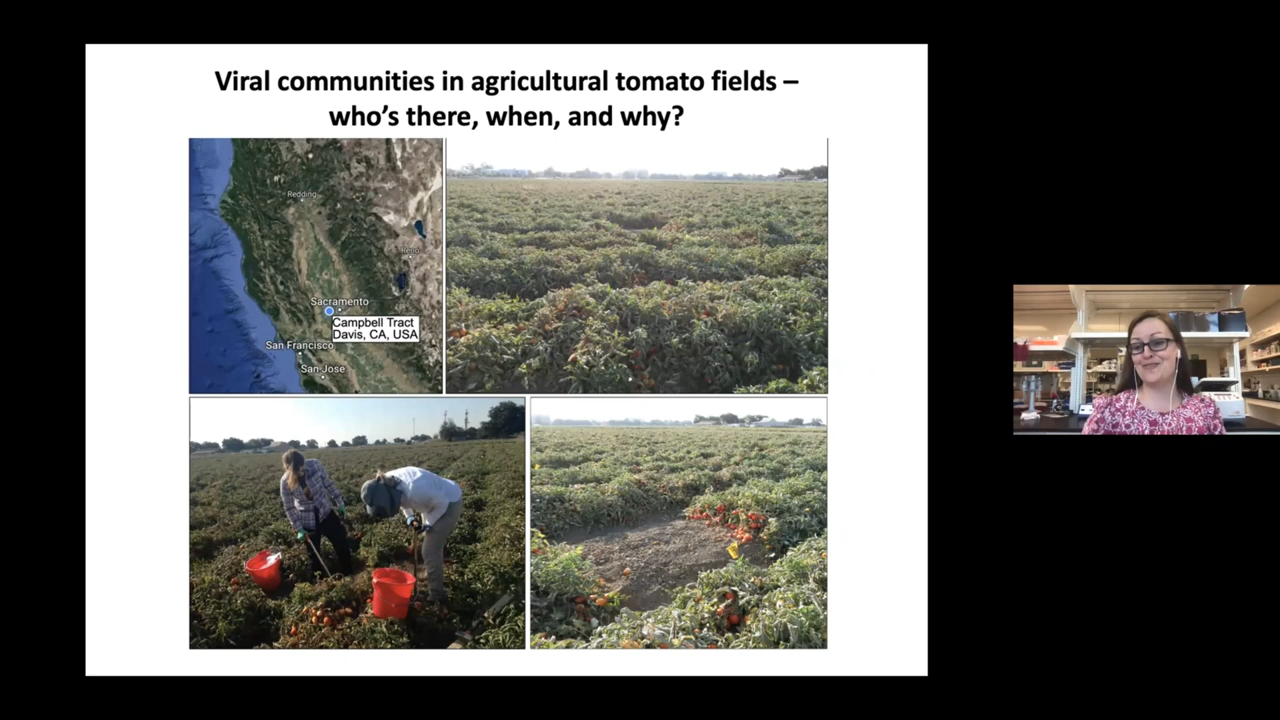 Viral communities in agricultural tomato fields –
who's there, when, and why?
Redding
Reno
Sacramento
Campbell Tract
Davis, CA, USA
San Francisco
San Jose